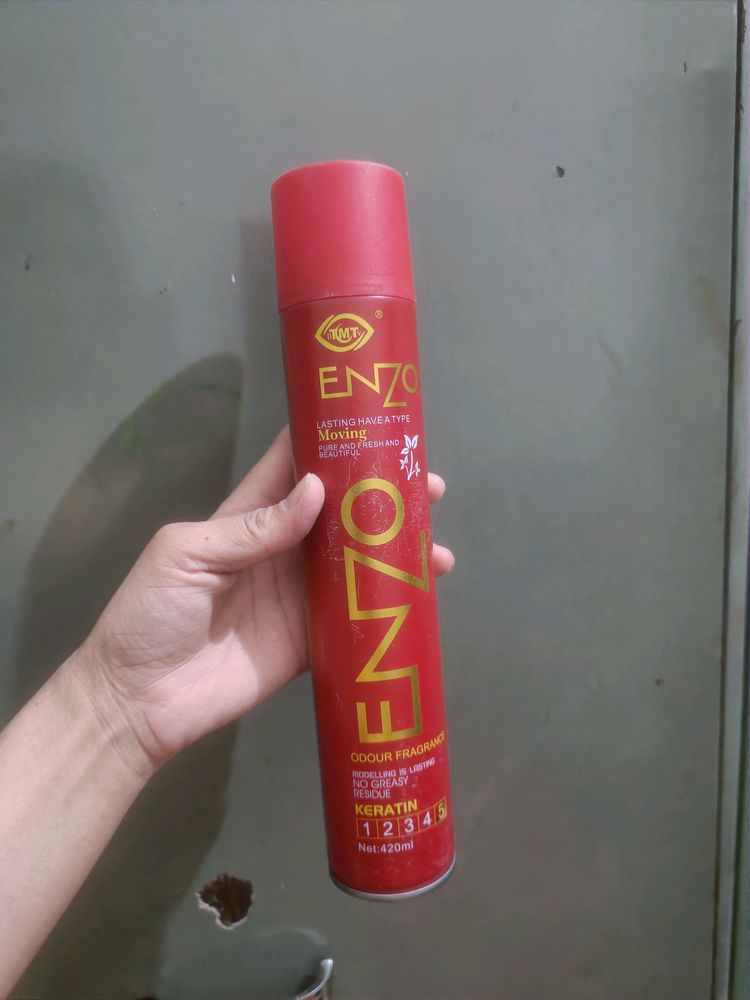 TMT
®
ENZO
LASTING HAVE A TYPE
Moving
PURE AND FRESH AND
BEAUTIFUL
ENZO
ODOUR FRAGRANCE
MODELLING IS LASTING
NO GREASY
RESIDUE
KERATIN
1 2 3 4 5
Net:420ml